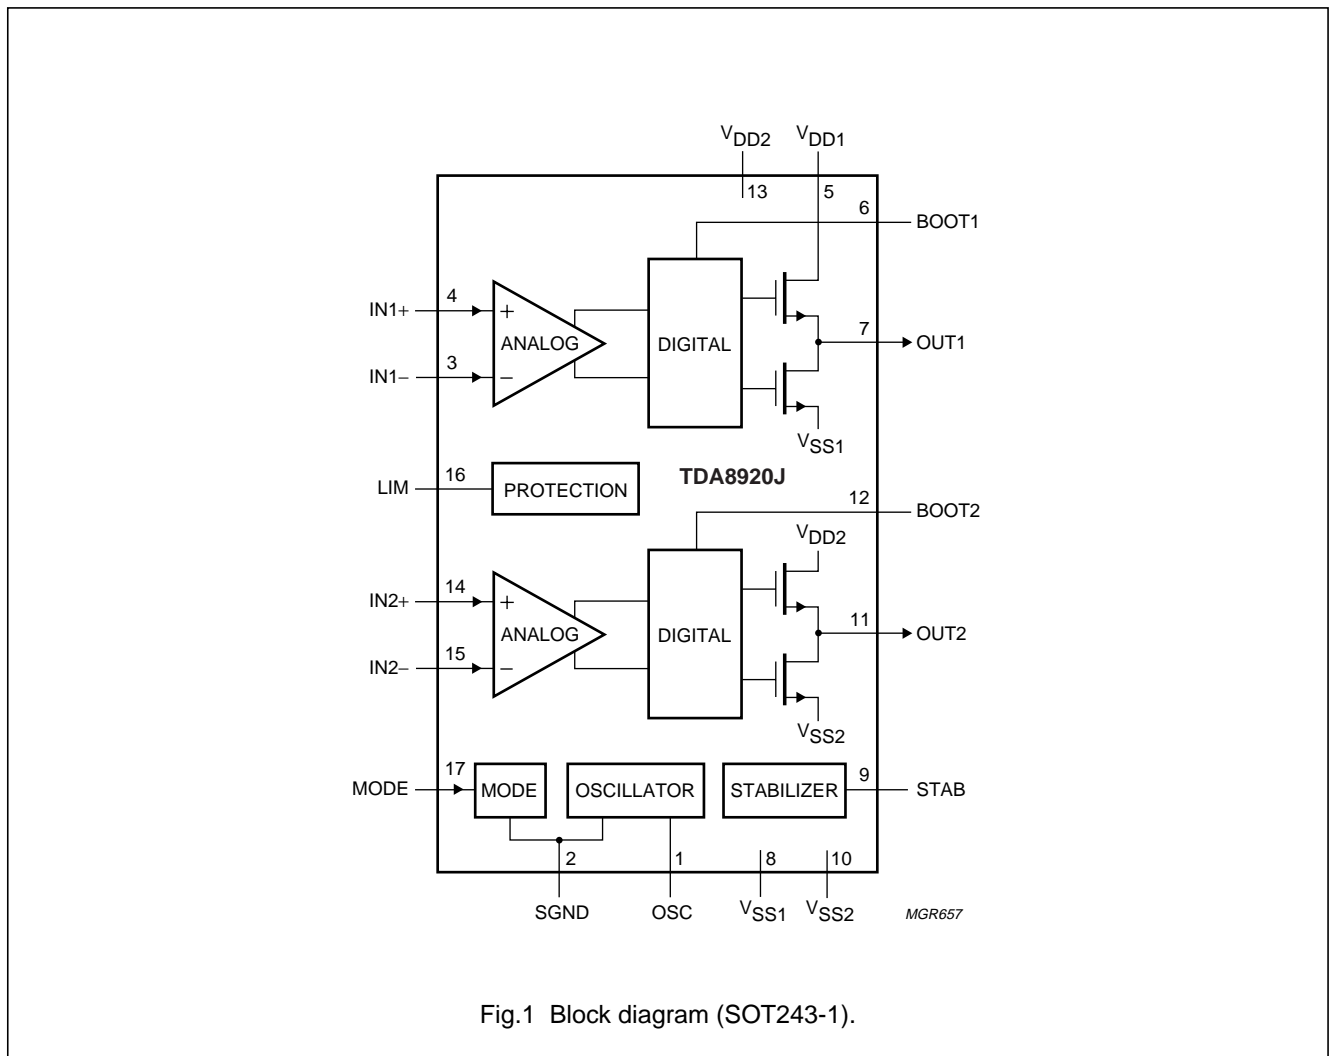 VDD2 VDD1
13 5
6 BOOT1
IN1+ 4 +
ANALOG DIGITAL 7 OUT1
IN1− 3 −
VSS1
TDA8920J
LIM 16 PROTECTION
12 BOOT2
VDD2
IN2+ 14 +
ANALOG DIGITAL 11 OUT2
IN2− 15 −
VSS2
MODE 17 MODE OSCILLATOR STABILIZER 9 STAB
2 1 8 10
SGND OSC VSS1 VSS2 MGR657
Fig.1 Block diagram (SOT243-1).